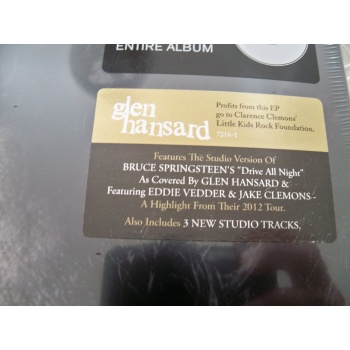 ENTIRE ALBUM
glen
hansard
Profits from this EP
go to Clarence Clemons'
Little Kids Rock Foundation.
7216-1
Features The Studio Version Of
BRUCE SPRINGSTEEN'S "Drive All Night"
As Covered By GLEN HANSARD &
Featuring EDDIE VEDDER & JAKE CLEMONS -
A Highlight From Their 2012 Tour.
Also Includes 3 NEW STUDIO TRACKS.